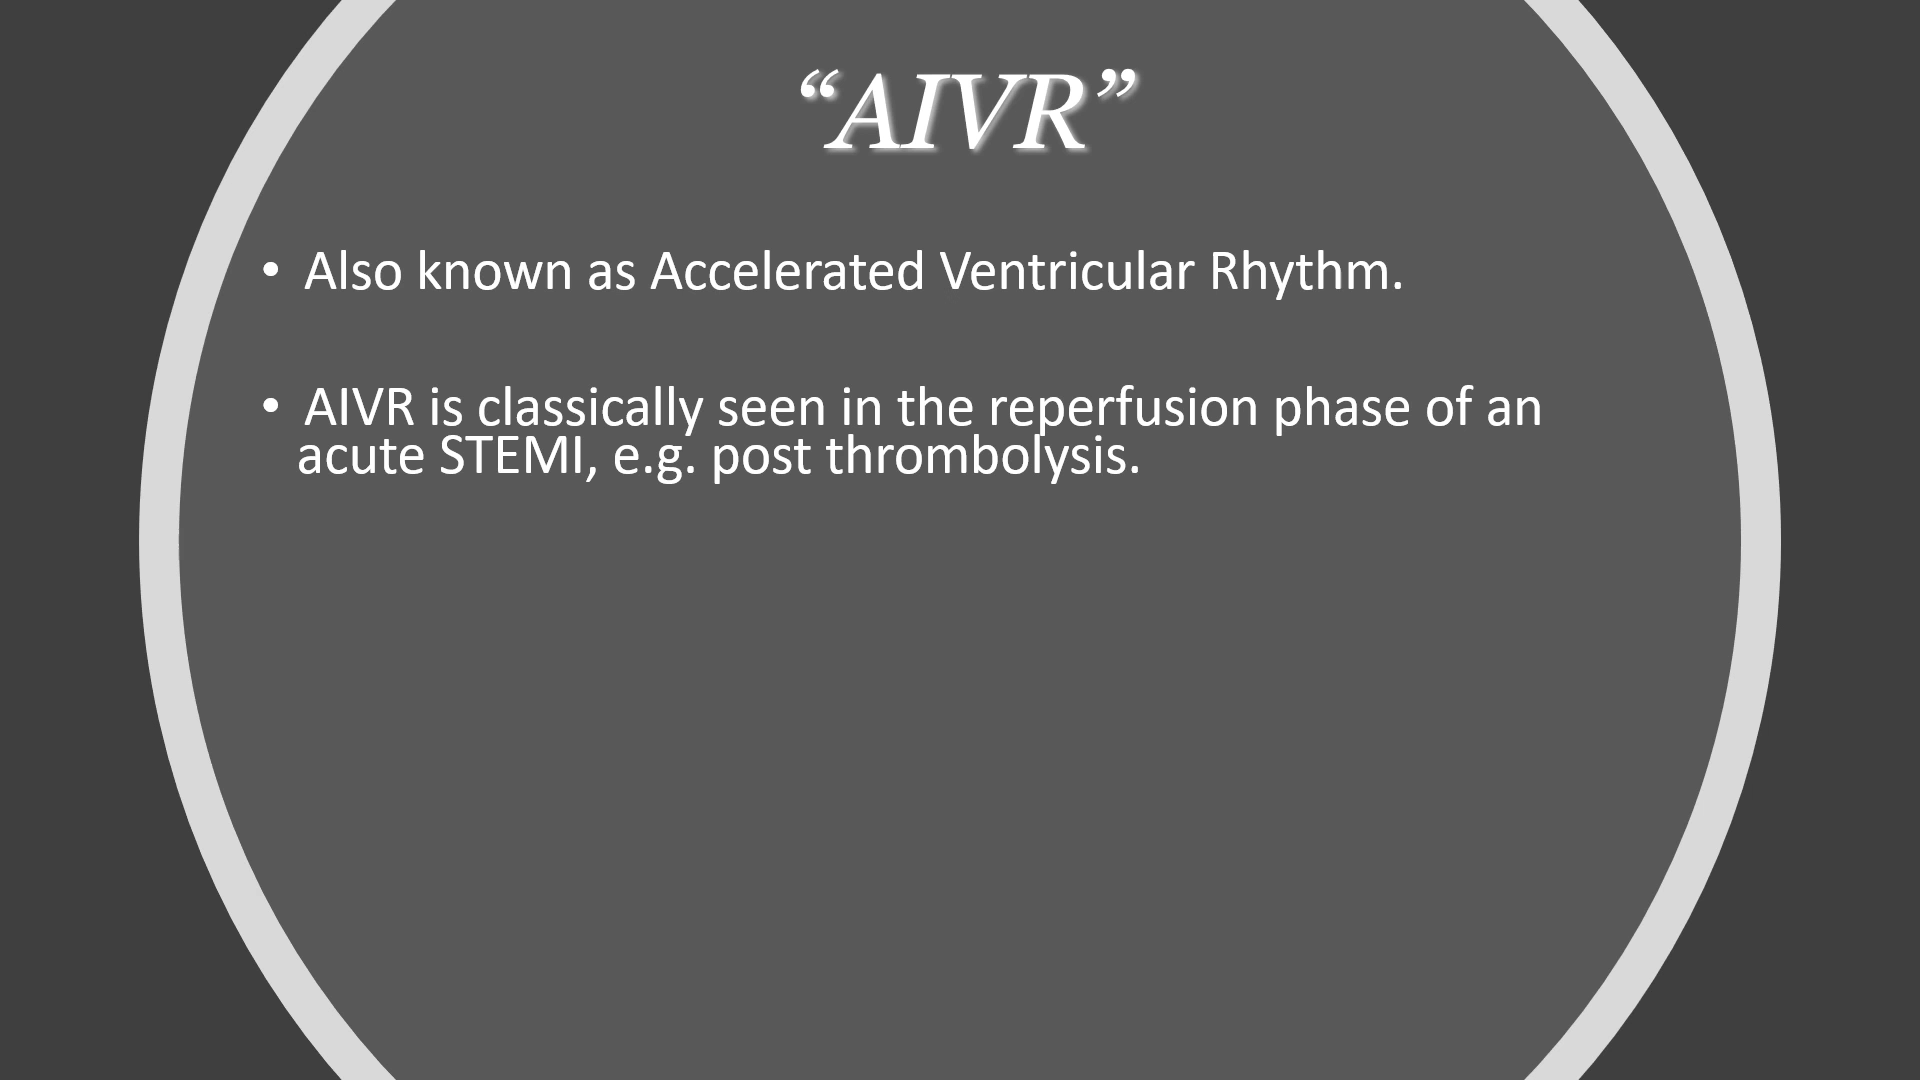 “AIVR”
• Also known as Accelerated Ventricular Rhythm.
• AIVR is classically seen in the reperfusion phase of an
acute STEMI, e.g. post thrombolysis.